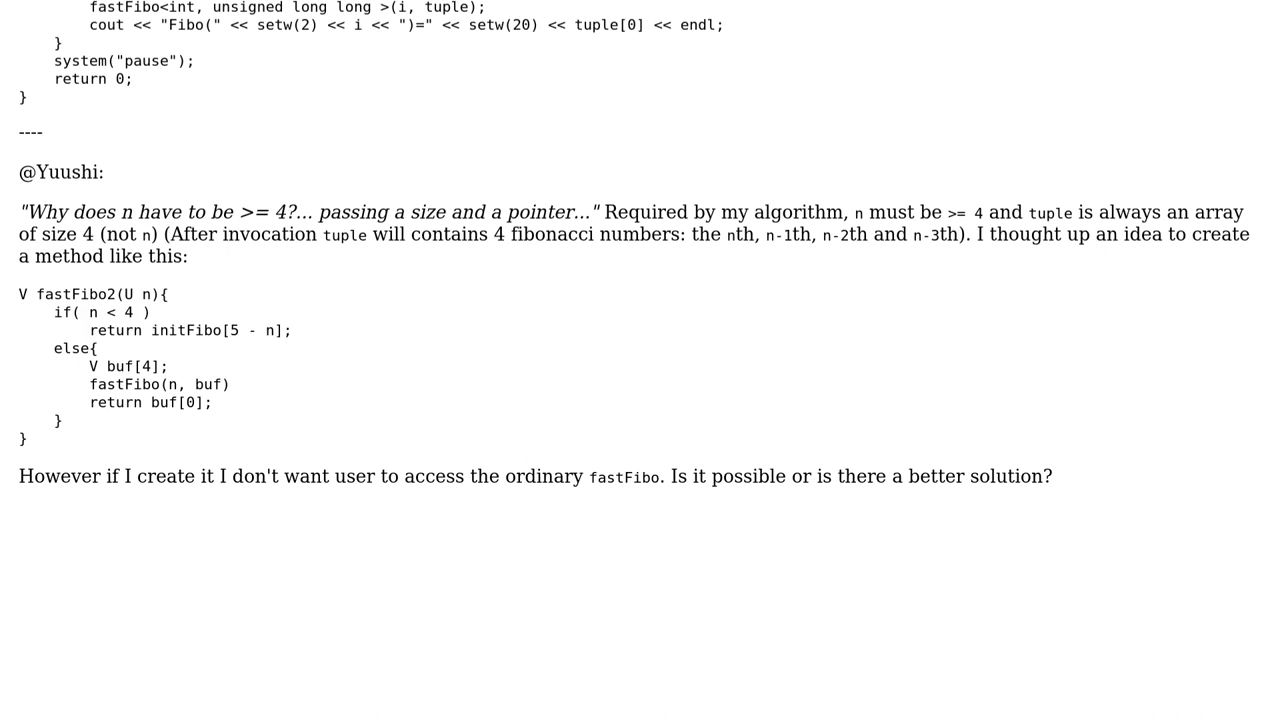 fastFibo<int, unsigned long long >(i, tuple);
        cout << "Fibo(" << setw(2) << i << ")=" << setw(20) << tuple[0] << endl;
    }
    system("pause");
    return 0;
}
----
@Yuushi:
"Why does n have to be >= 4?... passing a size and a pointer..." Required by my algorithm, n must be >= 4 and tuple is always an array
of size 4 (not n) (After invocation tuple will contains 4 fibonacci numbers: the nth, n-1th, n-2th and n-3th). I thought up an idea to create
a method like this:
V fastFibo2(U n){
    if( n < 4 )
        return initFibo[5 - n];
    else{
        V buf[4];
        fastFibo(n, buf)
        return buf[0];
    }
}
However if I create it I don't want user to access the ordinary fastFibo. Is it possible or is there a better solution?